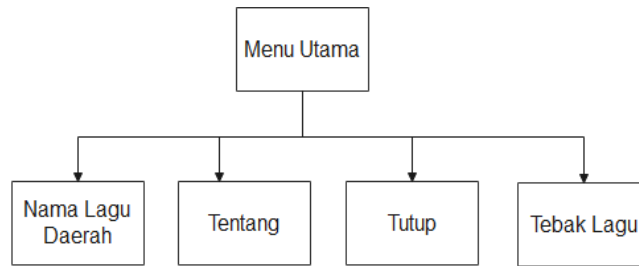 Menu Utama
Nama Lagu
Daerah
Tentang
Tutup
Tebak Lagu